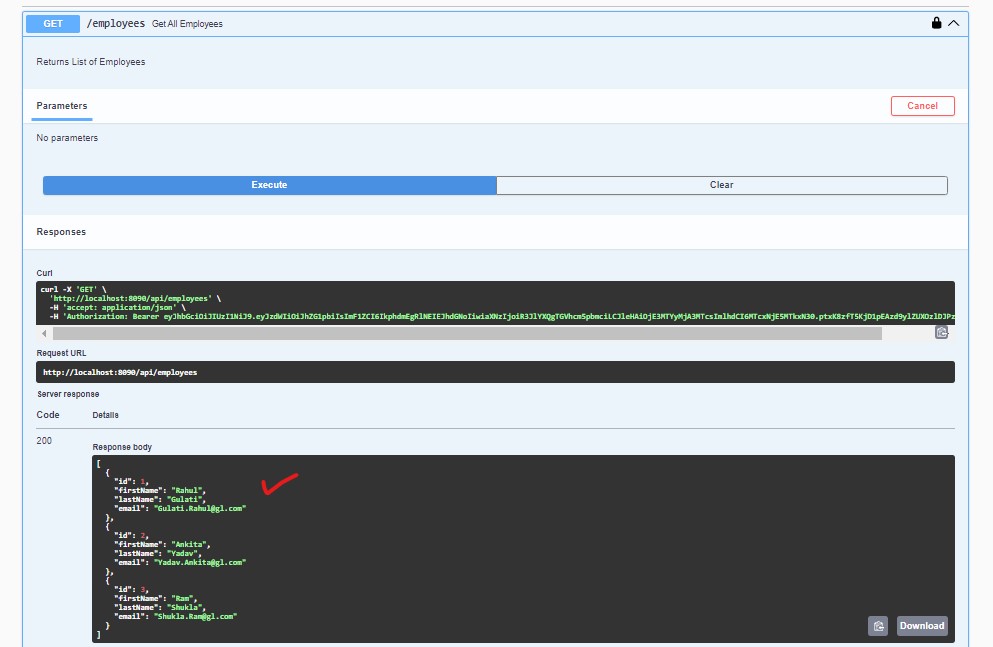 GET /employees Get All Employees
Returns List of Employees
Parameters
Cancel
No parameters
Execute
Clear
Responses
Curl
curl -X 'GET' \
'http://localhost:8090/api/employees' \
-H 'accept: application/json' \
-H 'Authorization: Bearer
Request URL
http://localhost:8090/api/employees
Server response
Code Details
200
Response body
[
{
"id": 1,
"firstName": "Rahul",
"lastName": "Gulati",
"email": "Gulati.Rahul@gl.com"
},
{
"id": 2,
"firstName": "Ankita",
"lastName": "Yadav",
"email": "Yadav.Ankita@gl.com"
},
{
"id": 3,
"firstName": "Ram",
"lastName": "Shukla",
"email": "Shukla.Ram@gl.com"
}
]
Download